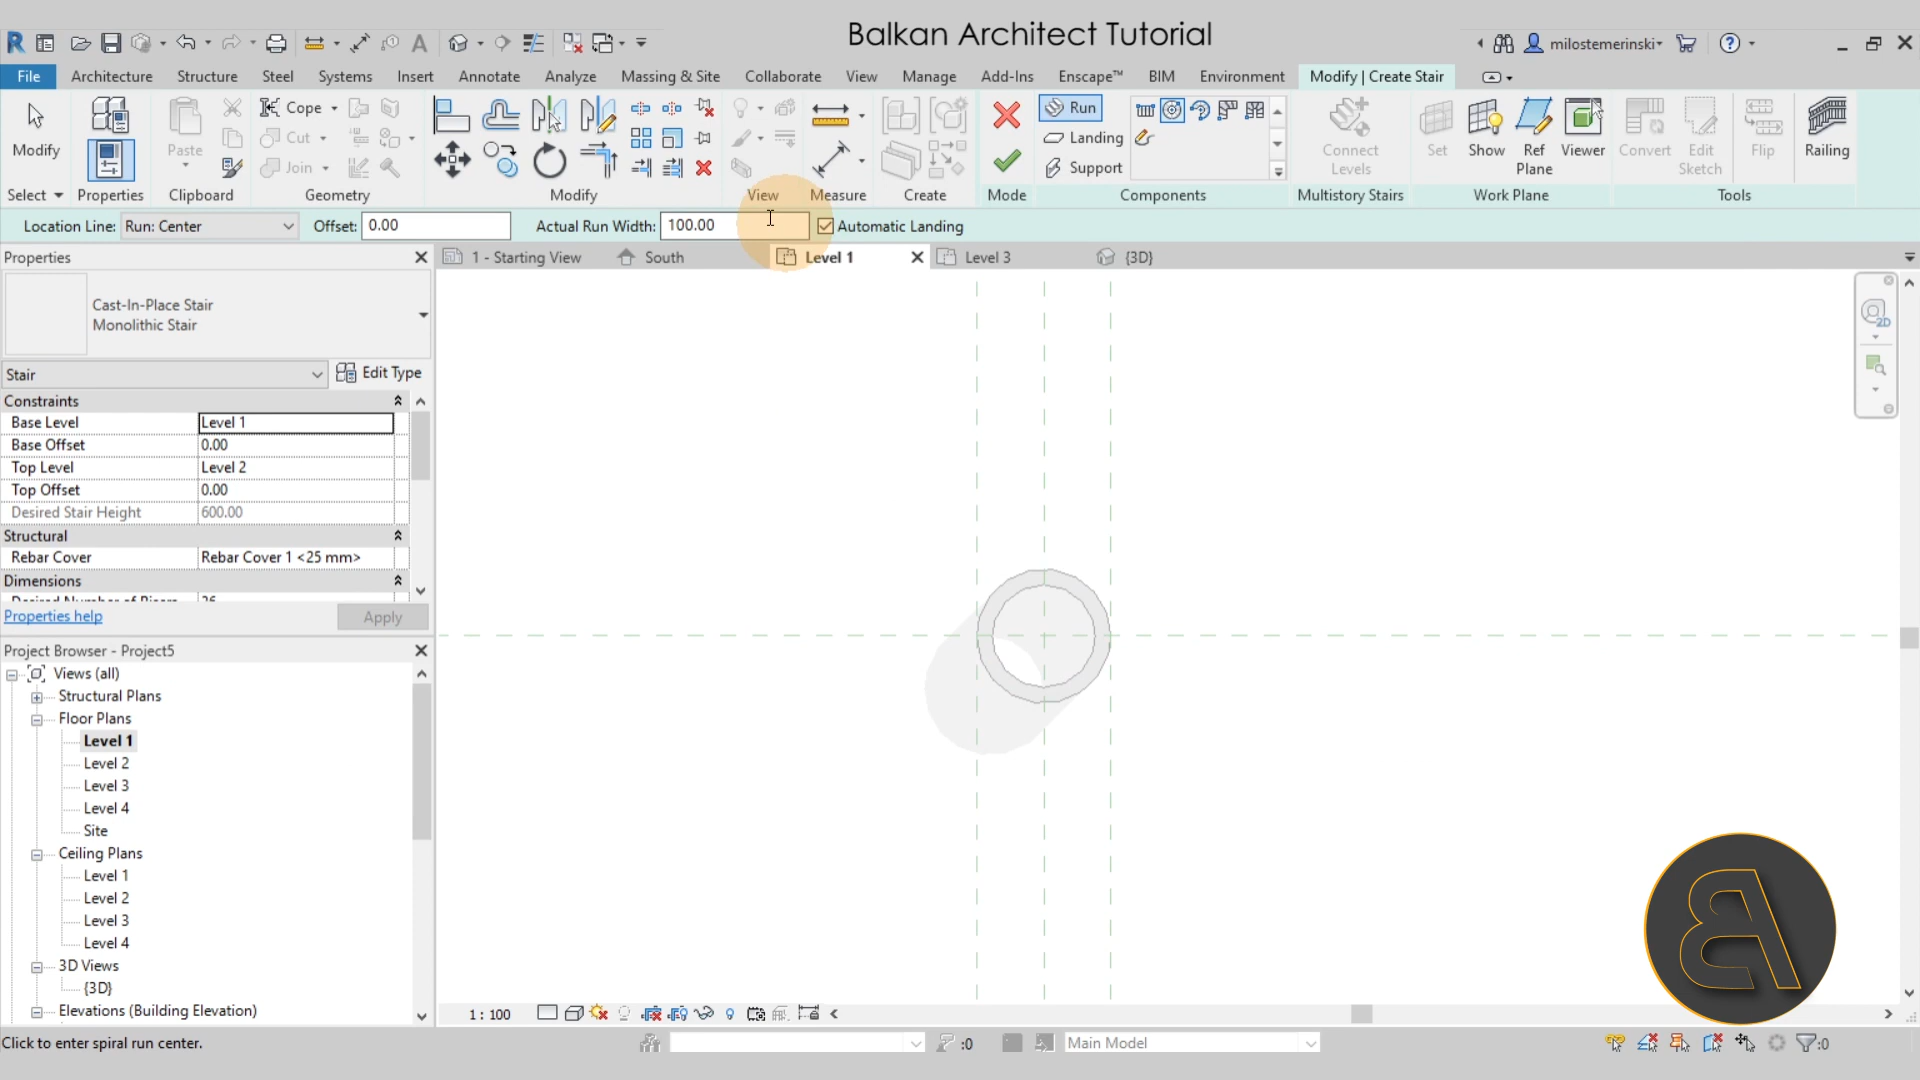 Balkan Architect Tutorial
milostemerinski
File Architecture Structure Steel Systems Insert Annotate Analyze Massing & Site Collaborate View Manage Add-Ins Enscape™ BIM Environment Modify | Create Stair
Modify
Paste
Cope
Cut
Join
Run
Landing
Support
Connect
Levels
Set
Show
Ref
Plane
Viewer
Convert
Edit
Sketch
Flip
Railing
Select Properties Clipboard Geometry Modify View Measure Create Mode Components Multistory Stairs Work Plane Tools
Location Line: Run: Center Offset: 0.00 Actual Run Width: 100.00 Automatic Landing
Properties
1 - Starting View South Level 1 Level 3 {3D}
Cast-In-Place Stair
Monolithic Stair
2D
Stair Edit Type
Constraints
Base Level Level 1
Base Offset 0.00
Top Level Level 2
Top Offset 0.00
Desired Stair Height 600.00
Structural
Rebar Cover Rebar Cover 1 <25 mm>
Dimensions
Properties help Apply
Project Browser - Project5
Views (all)
Structural Plans
Floor Plans
Level 1
Level 2
Level 3
Level 4
Site
Ceiling Plans
Level 1
Level 2
Level 3
Level 4
3D Views
{3D}
Elevations (Building Elevation)
1 : 100
Click to enter spiral run center.
:0
Main Model
:0